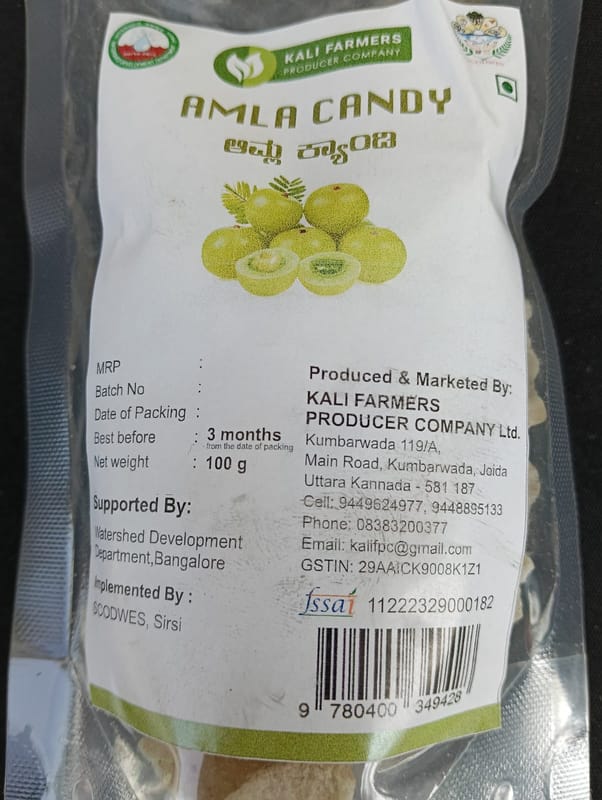 KALI FARMERS
PRODUCER COMPANY
AMLA CANDY
ಆಮ್ಲ ಕ್ಯಾಂಡಿ
MRP :
Batch No :
Date of Packing :
Best before : 3 months
from the date of packing
Net weight : 100 g
Supported By:
Watershed Development
Department,Bangalore
Implemented By :
SCODWES, Sirsi
Produced & Marketed By:
KALI FARMERS
PRODUCER COMPANY Ltd.
Kumbarwada 119/A,
Main Road, Kumbarwada, Joida
Uttara Kannada - 581 187
Cell: 9449624977, 9448895133
Phone: 08383200377
Email: kalifpc@gmail.com
GSTIN: 29AAICK9008K1Z1
fssai 11222329000182
9 780400 349428